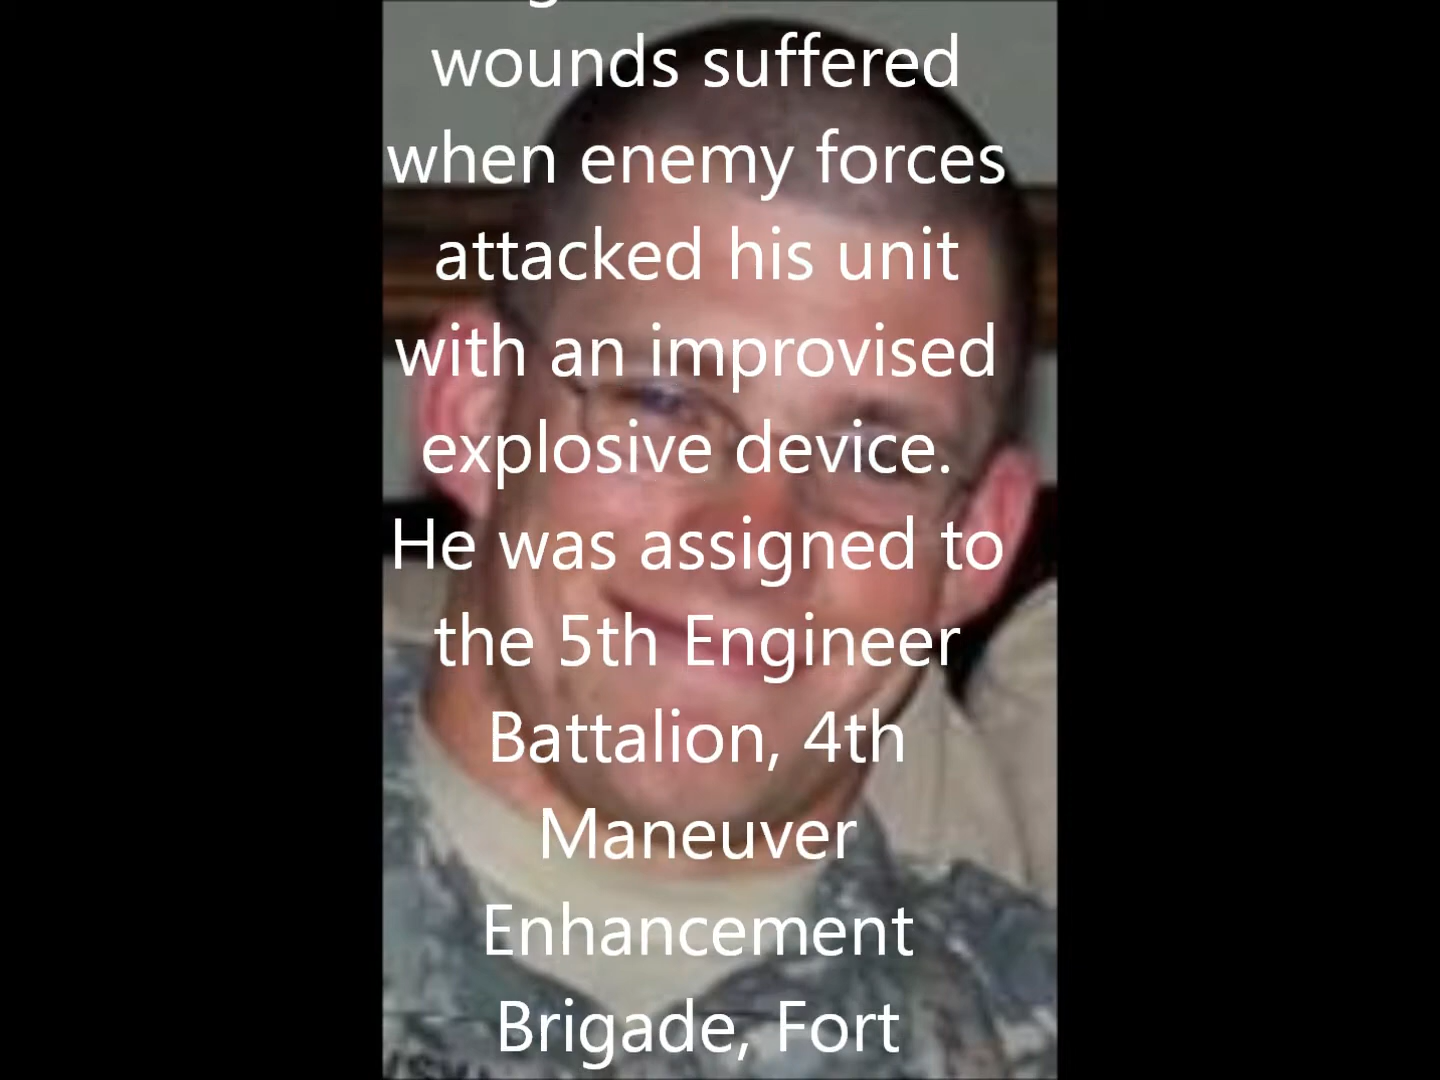 wounds suffered
when enemy forces
attacked his unit
with an improvised
explosive device.
He was assigned to
the 5th Engineer
Battalion, 4th
Maneuver
Enhancement
Brigade, Fort